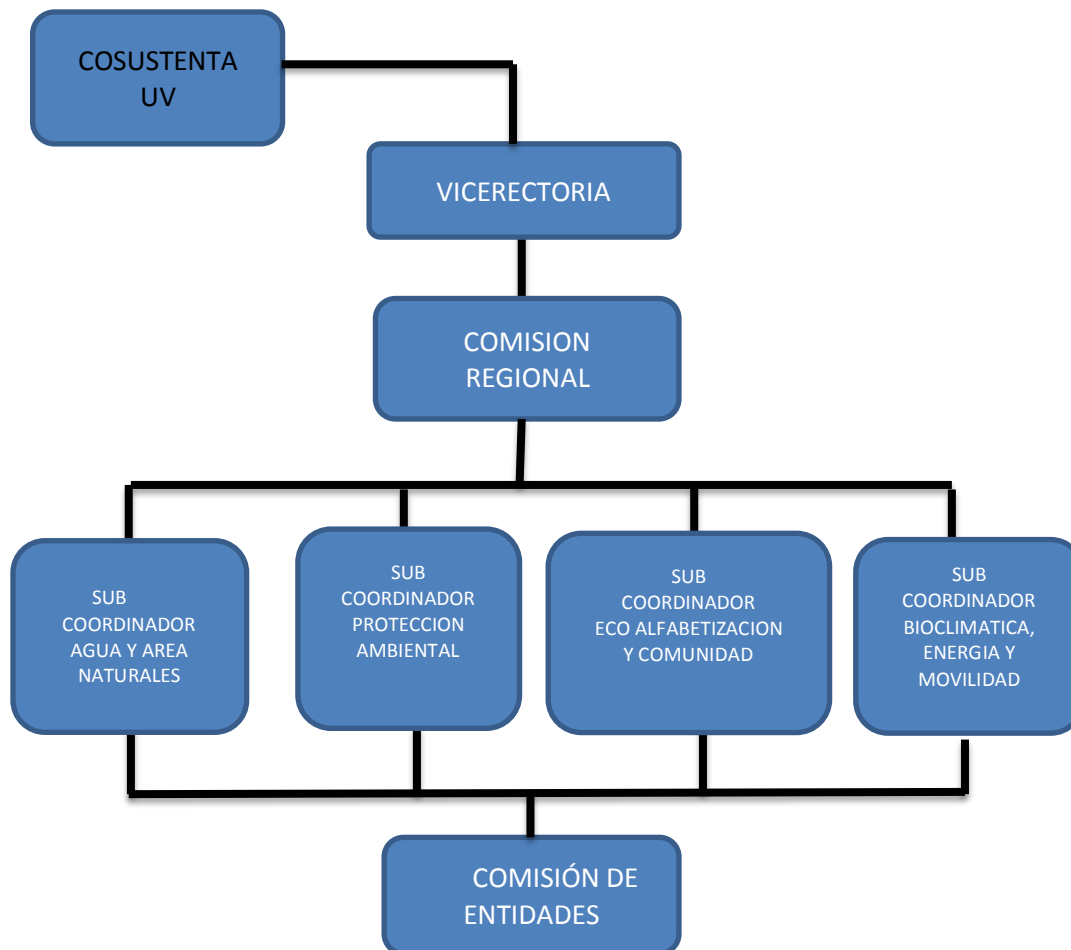 COSUSTENTA
UV
VICERECTORIA
COMISION
REGIONAL
SUB
COORDINADOR
AGUA Y AREA
NATURALES
SUB
COORDINADOR
PROTECCION
AMBIENTAL
SUB
COORDINADOR
ECO ALFABETIZACION
Y COMUNIDAD
SUB
COORDINADOR
BIOCLIMATICA,
ENERGIA Y
MOVILIDAD
COMISIÓN DE
ENTIDADES